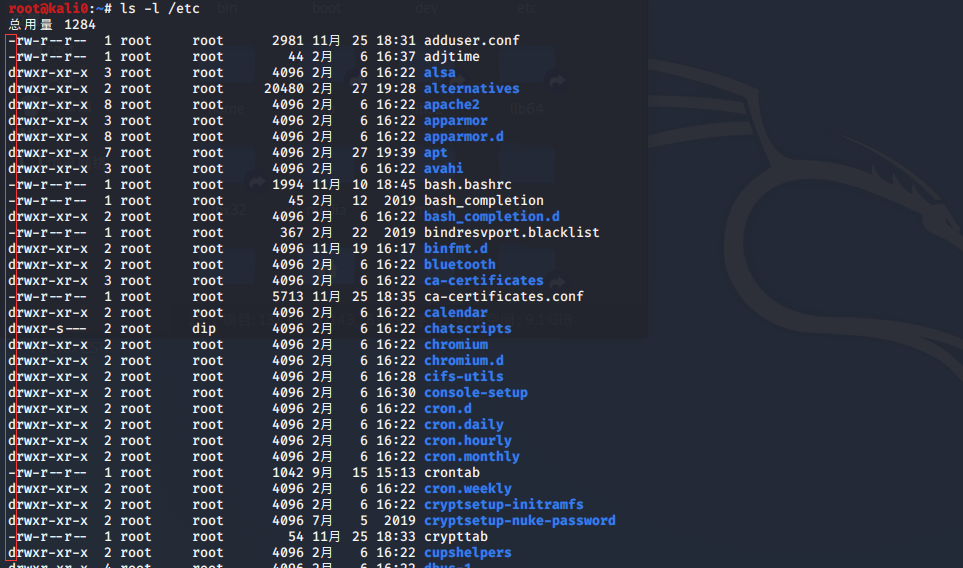 root@kali0:~# ls -l /etc
总用量 1284
-rw-r--r--  1 root     root      2981 11月  25 18:31 adduser.conf
-rw-r--r--  1 root     root        44 2月    6 16:37 adjtime
drwxr-xr-x  3 root     root      4096 2月    6 16:22 alsa
drwxr-xr-x  2 root     root     20480 2月   27 19:28 alternatives
drwxr-xr-x  8 root     root      4096 2月    6 16:22 apache2
drwxr-xr-x  3 root     root      4096 2月    6 16:22 apparmor
drwxr-xr-x  8 root     root      4096 2月    6 16:22 apparmor.d
drwxr-xr-x  7 root     root      4096 2月   27 19:39 apt
drwxr-xr-x  3 root     root      4096 2月    6 16:22 avahi
-rw-r--r--  1 root     root      1994 11月  10 18:45 bash.bashrc
-rw-r--r--  1 root     root        45 2月   12  2019 bash_completion
drwxr-xr-x  2 root     root      4096 2月    6 16:22 bash_completion.d
-rw-r--r--  1 root     root       367 2月   22  2019 bindresvport.blacklist
drwxr-xr-x  2 root     root      4096 11月  19 16:17 binfmt.d
drwxr-xr-x  2 root     root      4096 2月    6 16:22 bluetooth
drwxr-xr-x  3 root     root      4096 2月    6 16:22 ca-certificates
-rw-r--r--  1 root     root      5713 11月  25 18:35 ca-certificates.conf
drwxr-xr-x  2 root     root      4096 2月    6 16:22 calendar
drwxr-s---  2 root     dip       4096 2月    6 16:22 chatscripts
drwxr-xr-x  2 root     root      4096 2月    6 16:22 chromium
drwxr-xr-x  2 root     root      4096 2月    6 16:22 chromium.d
drwxr-xr-x  2 root     root      4096 2月    6 16:28 cifs-utils
drwxr-xr-x  2 root     root      4096 2月    6 16:30 console-setup
drwxr-xr-x  2 root     root      4096 2月    6 16:22 cron.d
drwxr-xr-x  2 root     root      4096 2月    6 16:22 cron.daily
drwxr-xr-x  2 root     root      4096 2月    6 16:22 cron.hourly
drwxr-xr-x  2 root     root      4096 2月    6 16:22 cron.monthly
-rw-r--r--  1 root     root      1042 9月   15 15:13 crontab
drwxr-xr-x  2 root     root      4096 2月    6 16:22 cron.weekly
drwxr-xr-x  2 root     root      4096 2月    6 16:22 cryptsetup-initramfs
drwxr-xr-x  2 root     root      4096 7月    5  2019 cryptsetup-nuke-password
-rw-r--r--  1 root     root        54 11月  25 18:33 crypttab
drwxr-xr-x  2 root     root      4096 2月    6 16:22 cupshelpers